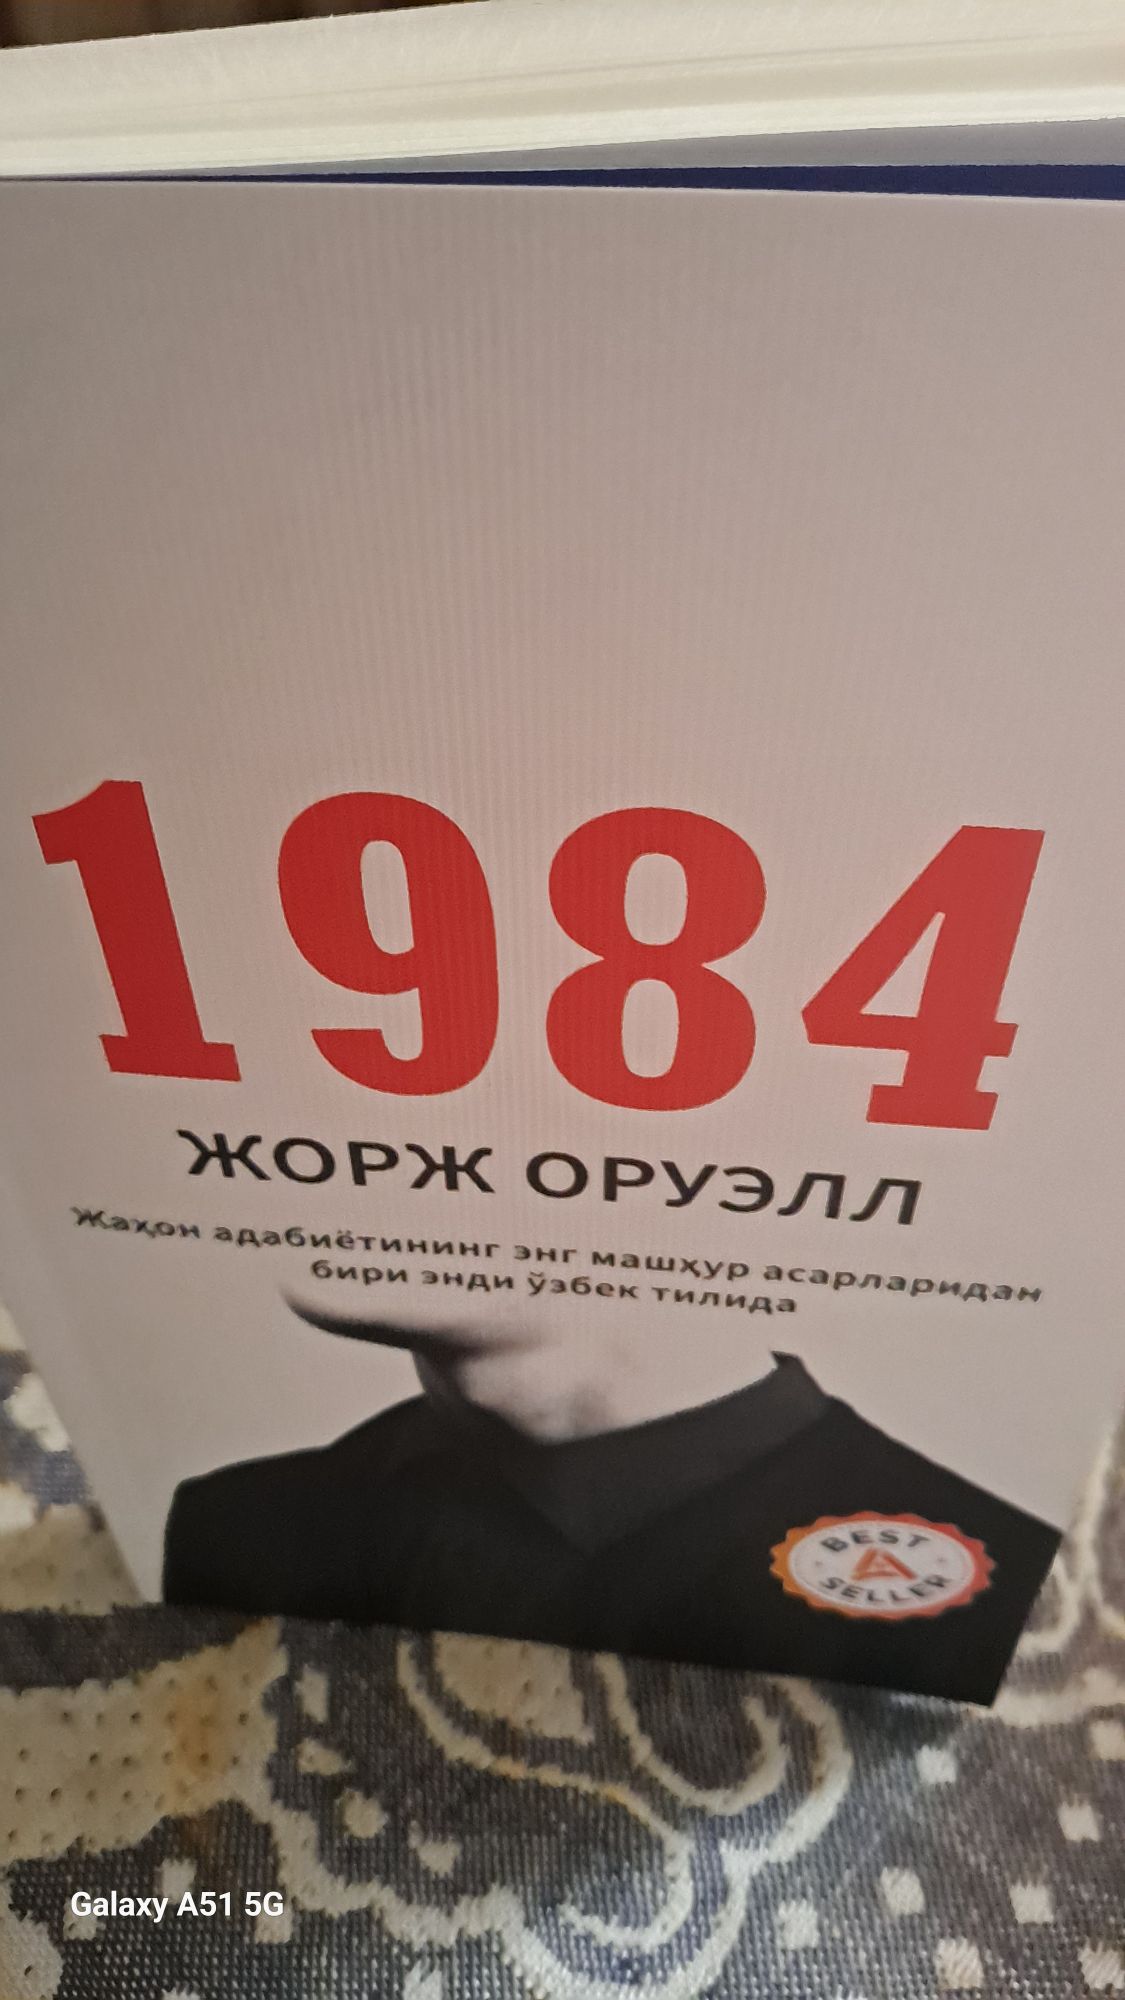 1984
ЖОРЖ ОРУЭЛЛ
Жаҳон адабиётининг энг машҳур асарларидан
бири энди ўзбек тилида
BEST
SELLER
Galaxy A51 5G